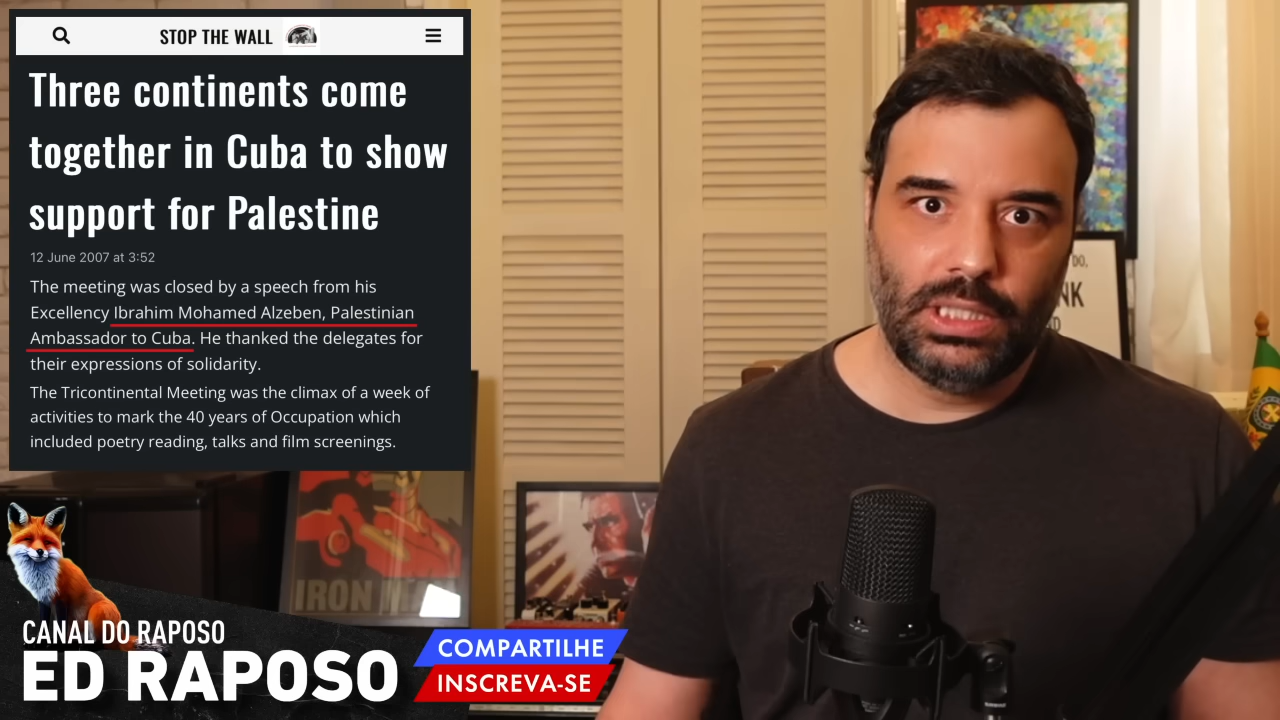 STOP THE WALL
Three continents come
together in Cuba to show
support for Palestine
12 June 2007 at 3:52
The meeting was closed by a speech from his
Excellency Ibrahim Mohamed Alzeben, Palestinian
Ambassador to Cuba. He thanked the delegates for
their expressions of solidarity.
The Tricontinental Meeting was the climax of a week of
activities to mark the 40 years of Occupation which
included poetry reading, talks and film screenings.
DO,
NK
IRON
CANAL DO RAPOSO
ED RAPOSO
COMPARTILHE
INSCREVA-SE